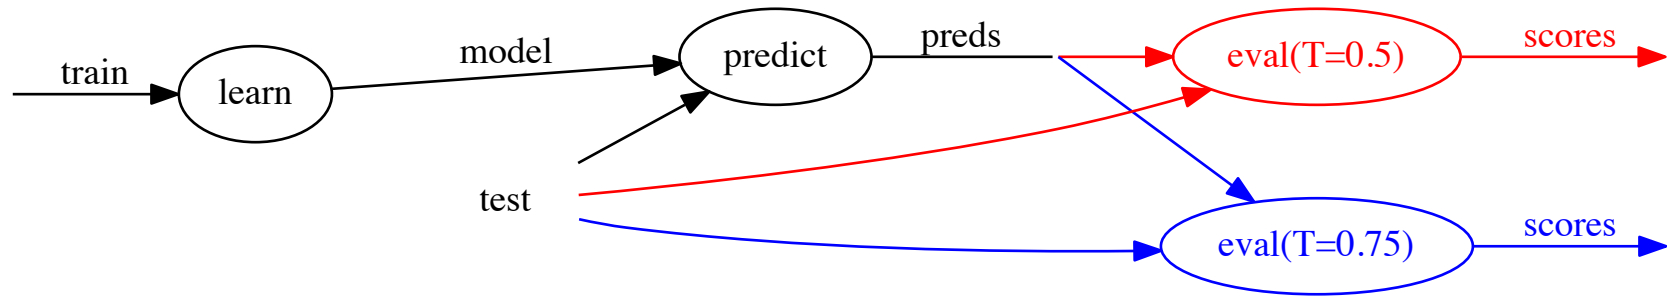 train
learn
model
predict
preds
eval(T=0.5)
scores
test
eval(T=0.75)
scores